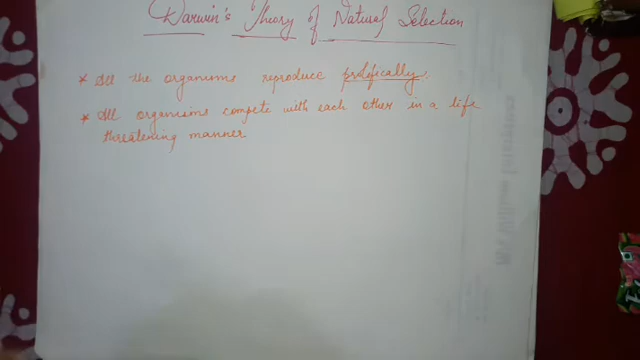 Darwin's Theory of Natural Selection
* All the organisms reproduce prolifically.
* All organisms compete with each other in a life
threatening manner